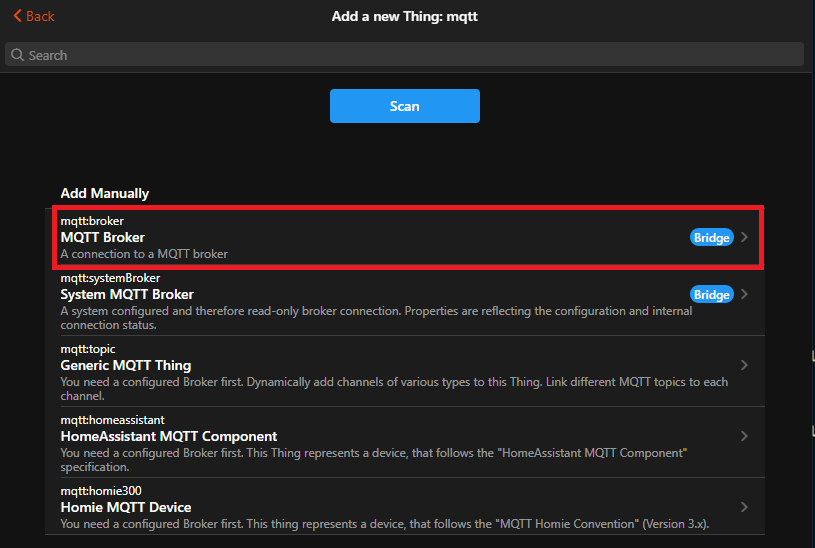 Back
Add a new Thing: mqtt
Search
Scan
Add Manually
mqtt:broker
MQTT Broker
Bridge
A connection to a MQTT broker
mqtt:systemBroker
System MQTT Broker
Bridge
A system configured and therefore read-only broker connection. Properties are reflecting the configuration and internal
connection status.
mqtt:topic
Generic MQTT Thing
You need a configured Broker first. Dynamically add channels of various types to this Thing. Link different MQTT topics to each
channel.
mqtt:homeassistant
HomeAssistant MQTT Component
You need a configured Broker first. This Thing represents a device, that follows the "HomeAssistant MQTT Component"
specification.
mqtt:homie300
Homie MQTT Device
You need a configured Broker first. This thing represents a device, that follows the "MQTT Homie Convention" (Version 3.x).